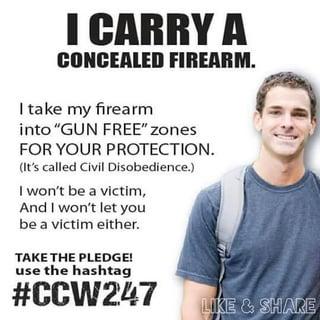 I CARRY A
CONCEALED FIREARM.
I take my firearm
into “GUN FREE” zones
FOR YOUR PROTECTION.
(It's called Civil Disobedience.)
I won't be a victim,
And I won't let you
be a victim either.
TAKE THE PLEDGE!
use the hashtag
#CCW247
LIKE & SHARE